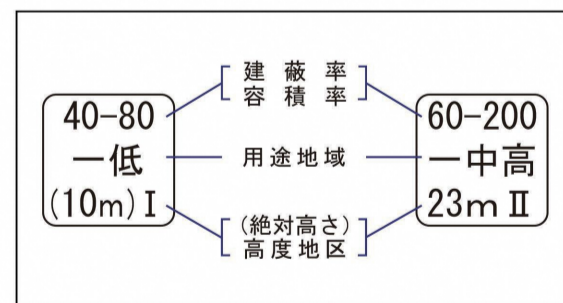 40-80
一低
(10m) I
建蔽率
容積率
用途地域
(絶対高さ)
高度地区
60-200
一中高
23m II